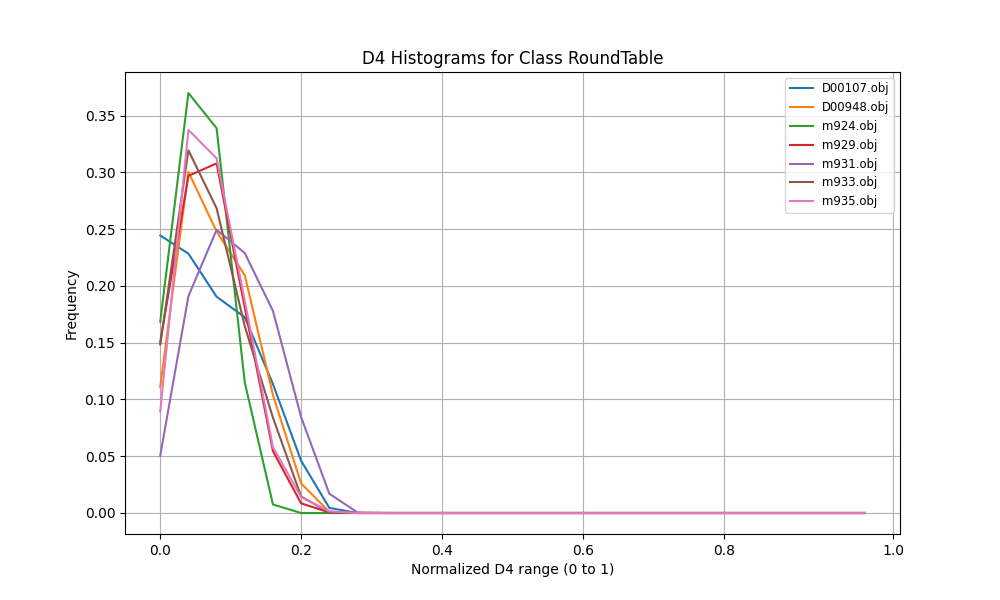 D4 Histograms for Class RoundTable
Frequency
0.35
0.30
0.25
0.20
0.15
0.10
0.05
0.00
0.0 0.2 0.4 0.6 0.8 1.0
Normalized D4 range (0 to 1)
D00107.obj
D00948.obj
m924.obj
m929.obj
m931.obj
m933.obj
m935.obj